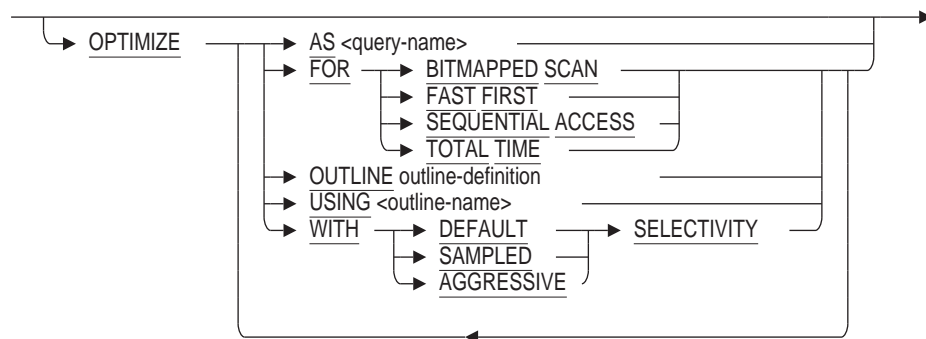 OPTIMIZE AS <query-name>
FOR BITMAPPED SCAN
FAST FIRST
SEQUENTIAL ACCESS
TOTAL TIME
OUTLINE outline-definition
USING <outline-name>
WITH DEFAULT SELECTIVITY
SAMPLED
AGGRESSIVE